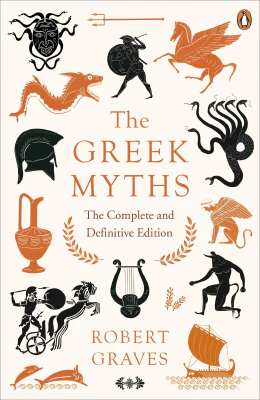 The
GREEK
MYTHS
The Complete and
Definitive Edition
ROBERT
GRAVES